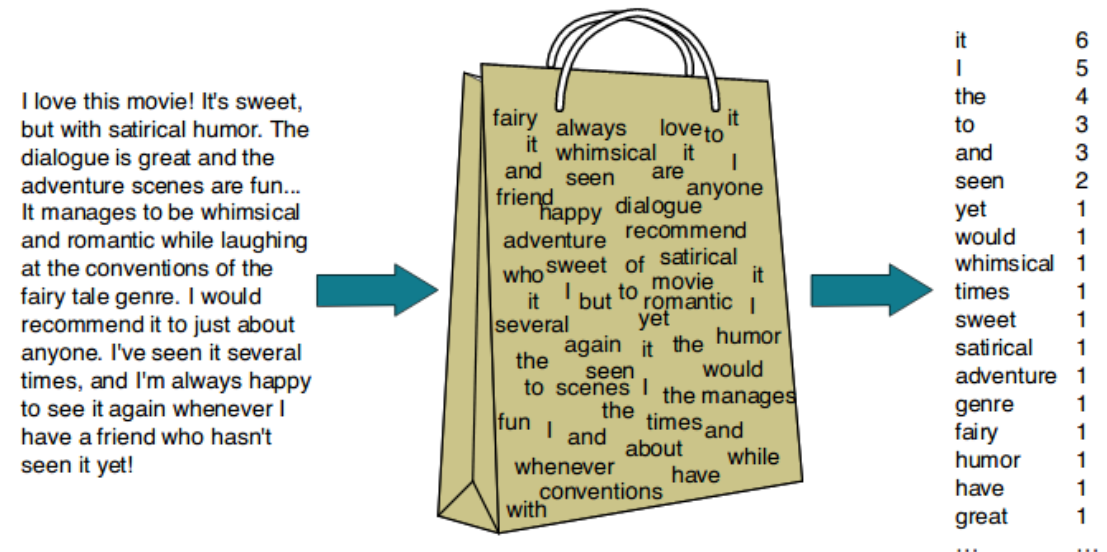 I love this movie! It's sweet,
but with satirical humor. The
dialogue is great and the
adventure scenes are fun...
It manages to be whimsical
and romantic while laughing
at the conventions of the
fairy tale genre. I would
recommend it to just about
anyone. I've seen it several
times, and I'm always happy
to see it again whenever I
have a friend who hasn't
seen it yet!
fairy always love to it
it whimsical it I
and seen are anyone
friend happy dialogue
adventure recommend
who sweet of satirical
it I but to movie it
romantic I
several yet
again it the humor
the seen would
to scenes I the manages
fun I and the times and
about
whenever have while
conventions
with
it 6
I 5
the 4
to 3
and 3
seen 2
yet 1
would 1
whimsical 1
times 1
sweet 1
satirical 1
adventure 1
genre 1
fairy 1
humor 1
have 1
great 1
... ...